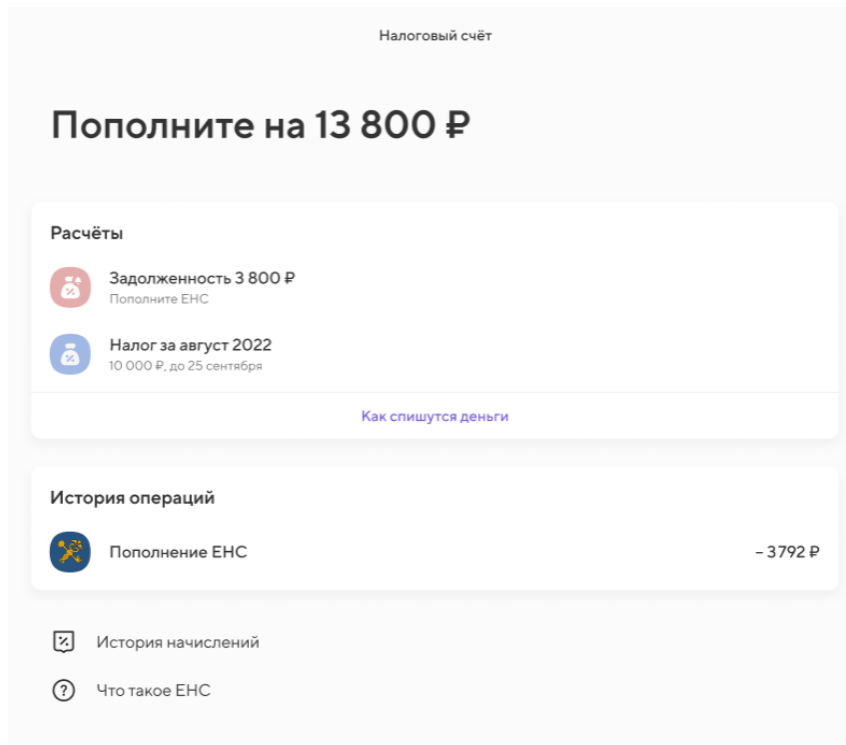 Налоговый счёт
Пополните на 13 800 ₽
Расчёты
Задолженность 3 800 ₽
Пополните ЕНС
Налог за август 2022
10 000 ₽, до 25 сентября
Как спишутся деньги
История операций
Пополнение ЕНС – 3792 ₽
История начислений
Что такое ЕНС